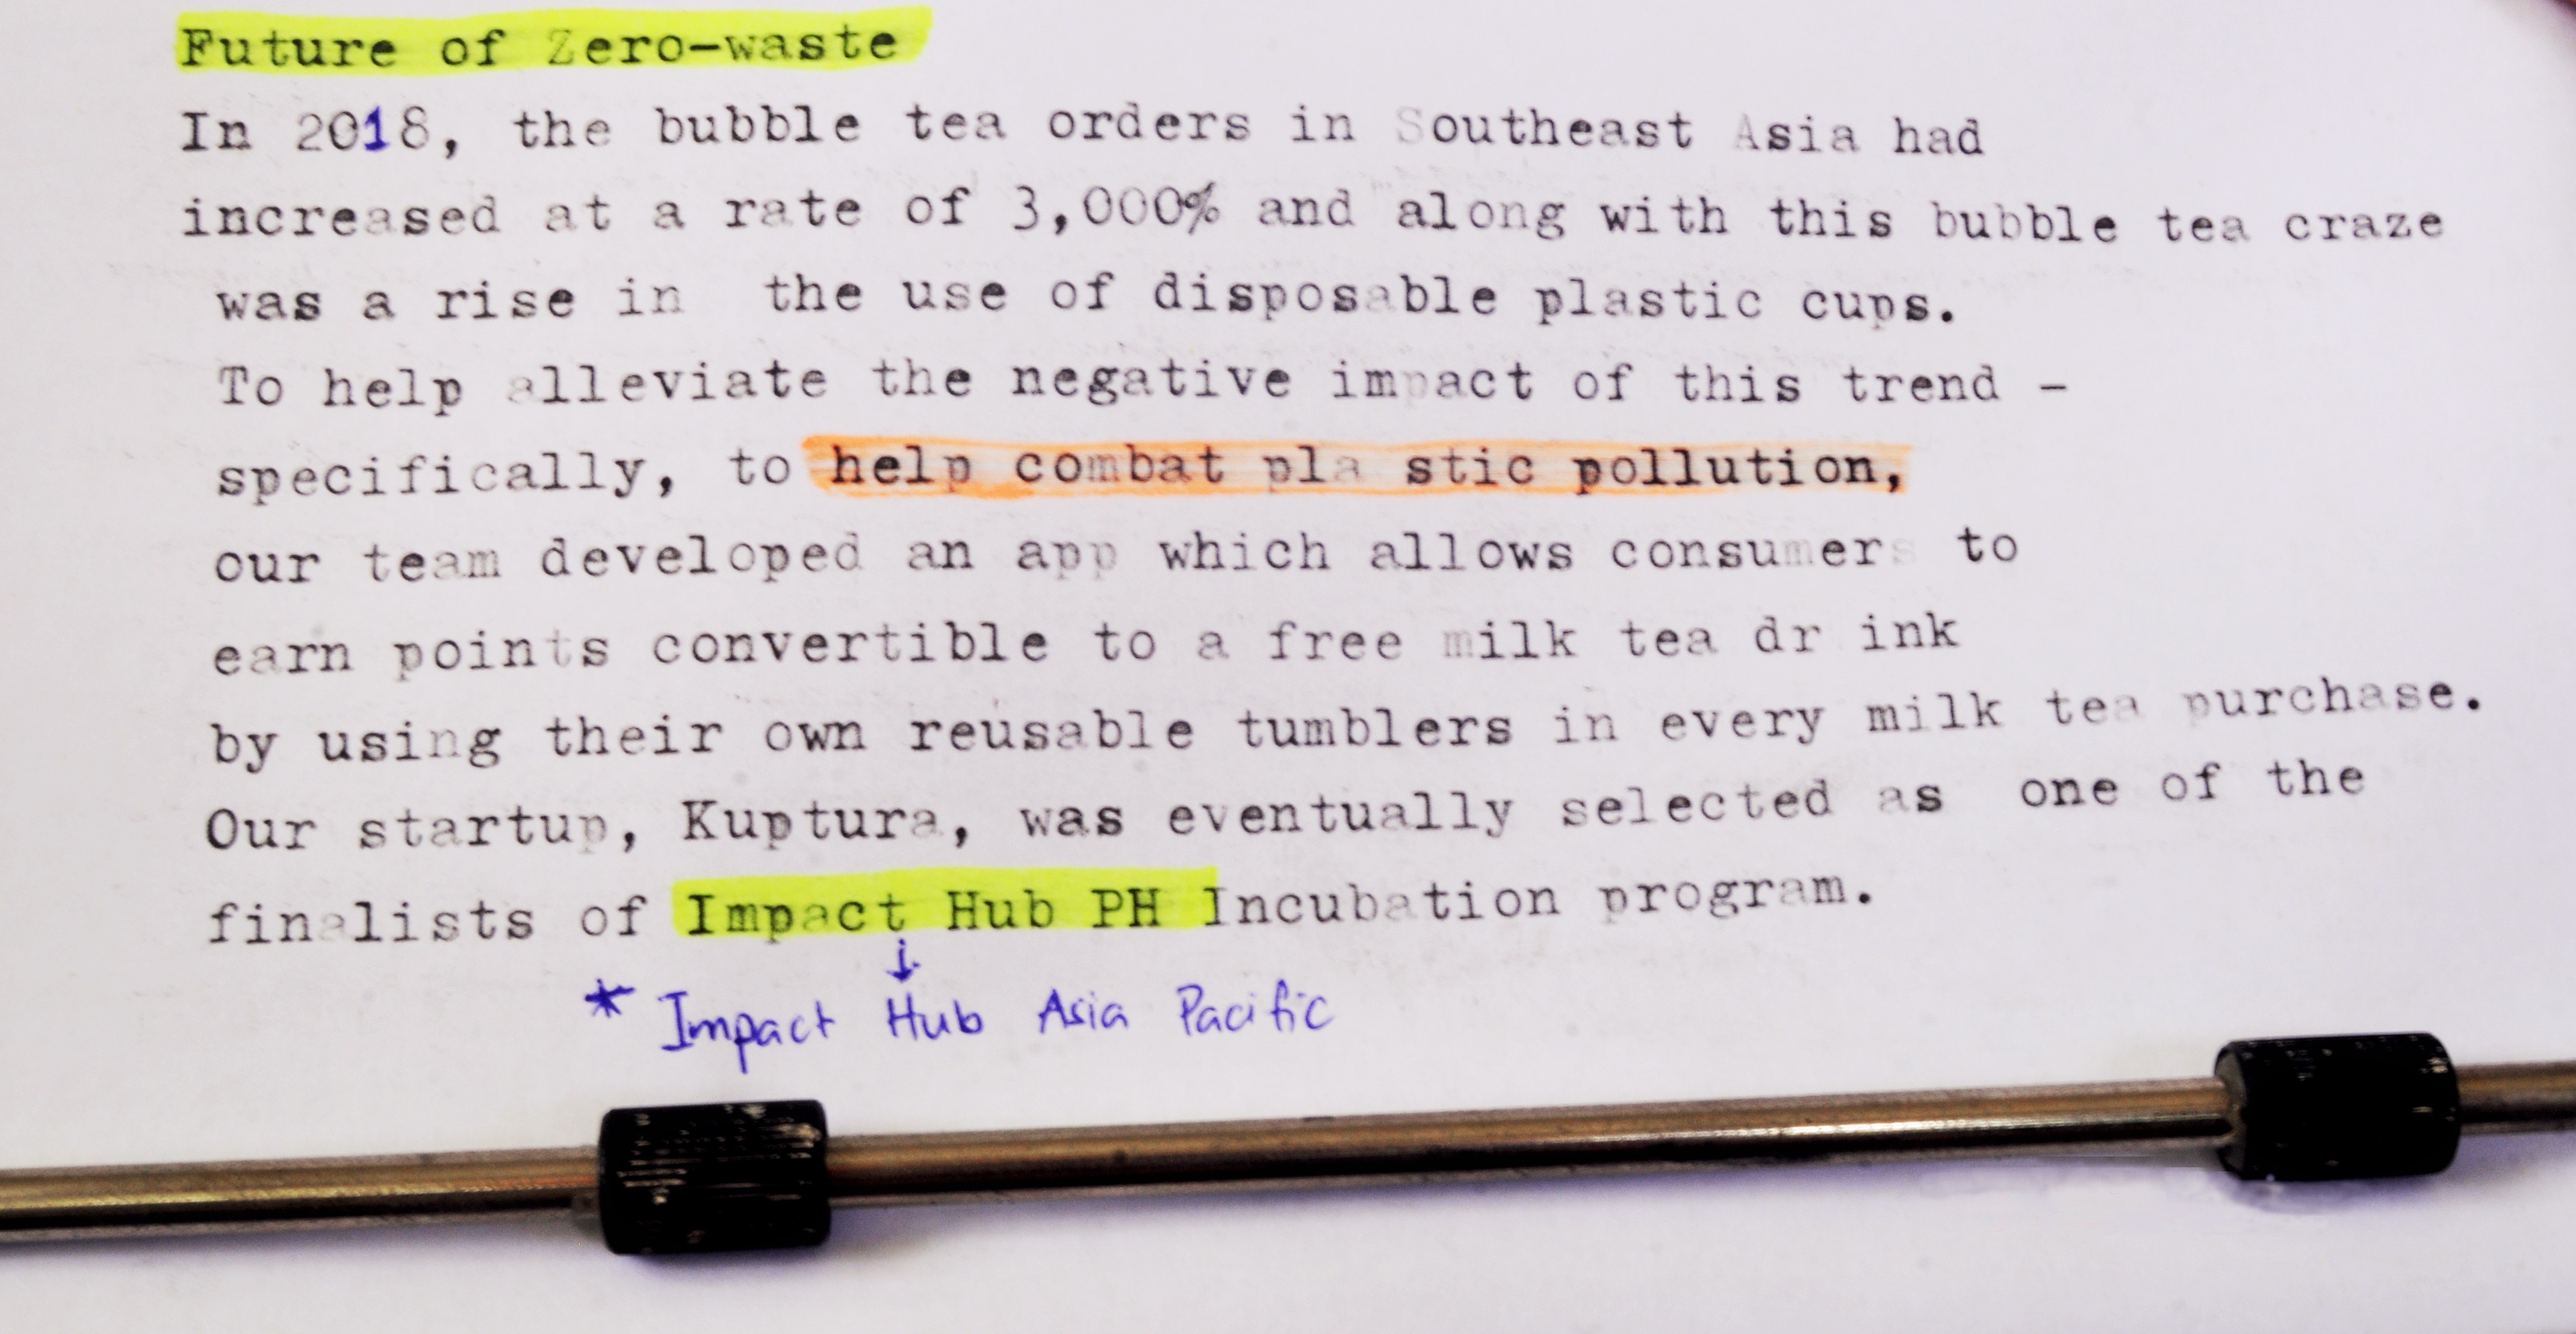 Future of Zero-waste
In 2018, the bubble tea orders in Southeast Asia had
increased at a rate of 3,000% and along with this bubble tea craze
was a rise in the use of disposable plastic cups.
To help alleviate the negative impact of this trend -
specifically, to help combat pla stic pollution,
our team developed an app which allows consumers to
earn points convertible to a free milk tea dr ink
by using their own reusable tumblers in every milk tea purchase.
Our startup, Kuptura, was eventually selected as one of the
finalists of Impact Hub PH Incubation program.
↓
* Impact Hub Asia Pacific